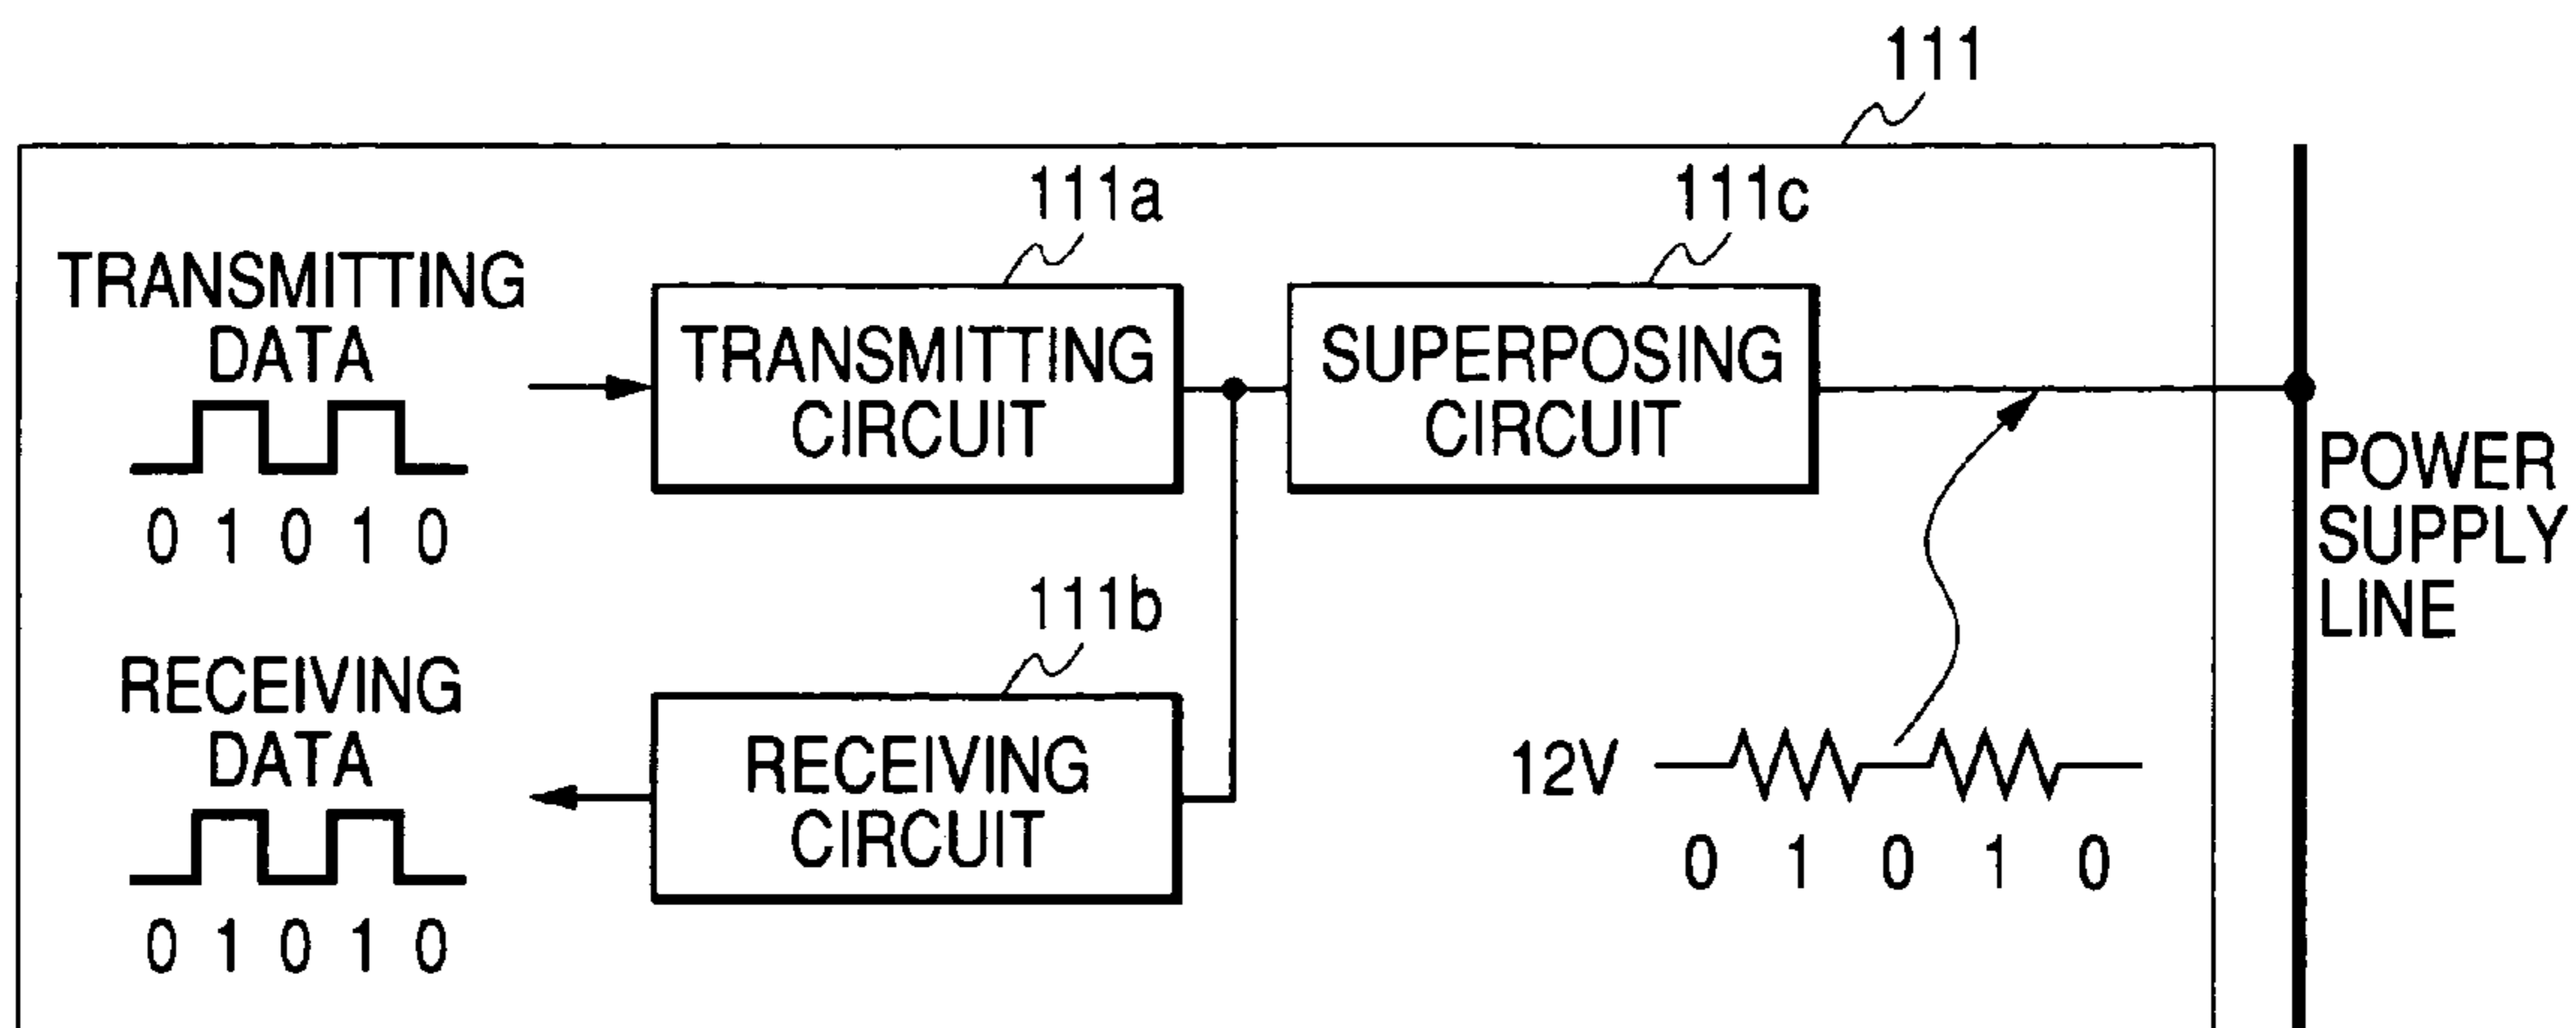 111
111a
111c
TRANSMITTING
DATA
0 1 0 1 0
TRANSMITTING
CIRCUIT
SUPERPOSING
CIRCUIT
POWER
SUPPLY
LINE
111b
RECEIVING
DATA
0 1 0 1 0
RECEIVING
CIRCUIT
12V
0 1 0 1 0